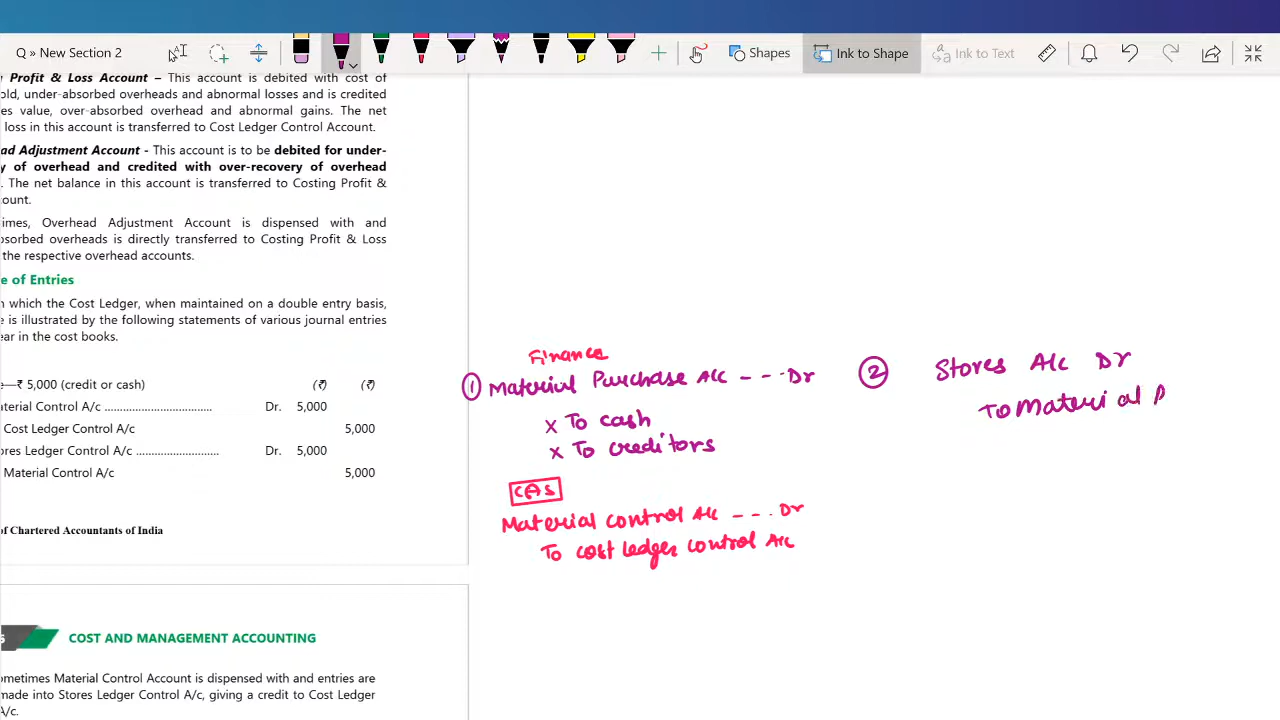 Q » New Section 2
Shapes
Ink to Shape
Ink to Text
Profit & Loss Account – This account is debited with cost of
old, under-absorbed overheads and abnormal losses and is credited
es value, over-absorbed overhead and abnormal gains. The net
loss in this account is transferred to Cost Ledger Control Account.
ad Adjustment Account - This account is to be debited for under-
y of overhead and credited with over-recovery of overhead
. The net balance in this account is transferred to Costing Profit &
ount.
imes, Overhead Adjustment Account is dispensed with and
bsorbed overheads is directly transferred to Costing Profit & Loss
the respective overhead accounts.
e of Entries
n which the Cost Ledger, when maintained on a double entry basis,
e is illustrated by the following statements of various journal entries
ear in the cost books.
e—₹ 5,000 (credit or cash) (₹) (₹)
aterial Control A/c .................................... Dr. 5,000
Cost Ledger Control A/c 5,000
ores Ledger Control A/c ........................... Dr. 5,000
Material Control A/c 5,000
of Chartered Accountants of India
COST AND MANAGEMENT ACCOUNTING
ometimes Material Control Account is dispensed with and entries are
made into Stores Ledger Control A/c, giving a credit to Cost Ledger
A/c.
Finance
① Material Purchase A/c - - - Dr
x To cash
x To creditors
CAS
Material control A/c - - - Dr
To cost ledger control A/c
② Stores A/c Dr
To Material P